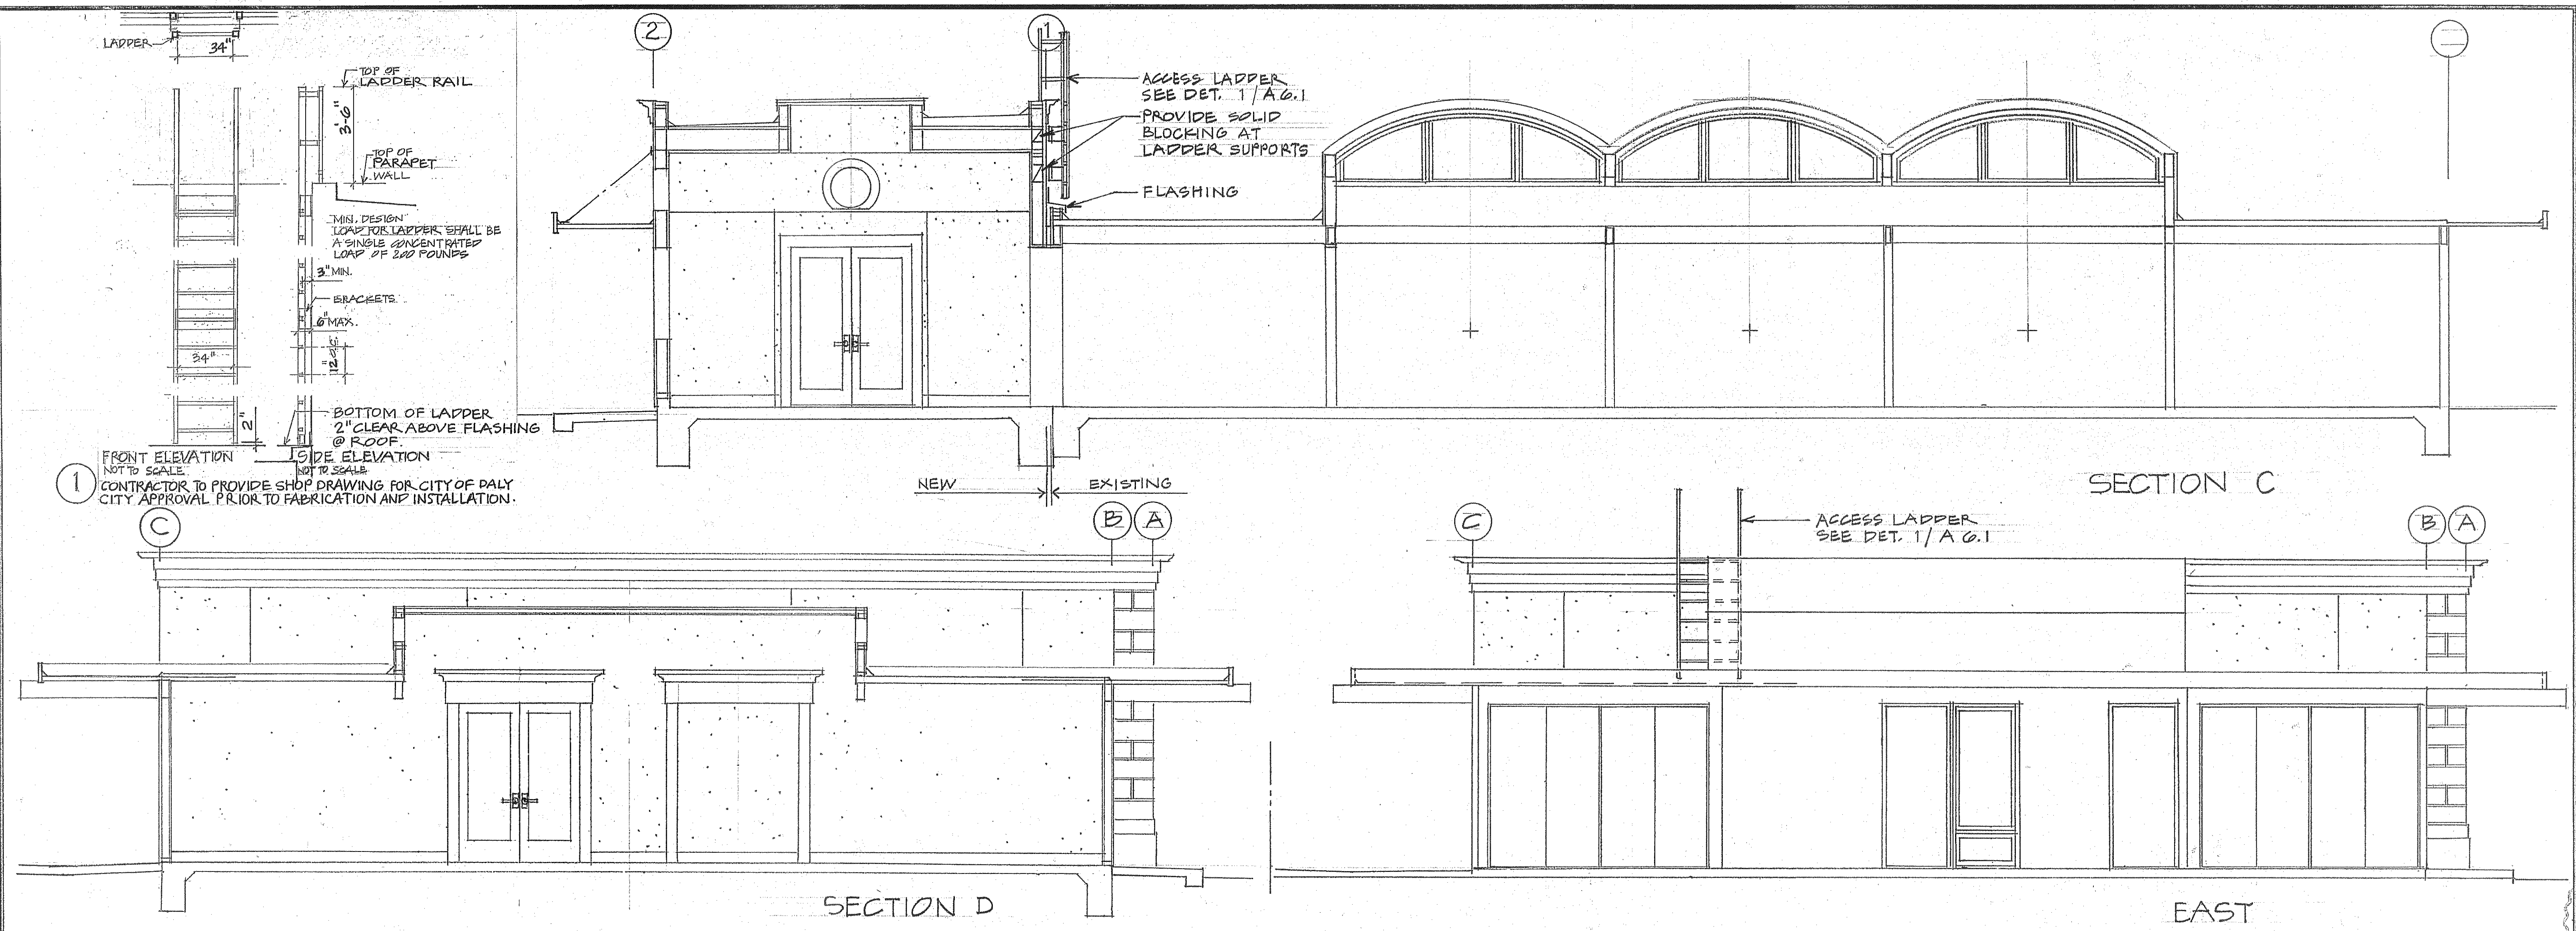 LADDER
34"
TOP OF
LADDER RAIL
3'-6"
TOP OF
PARAPET
WALL
MIN. DESIGN
LOAD FOR LADDER SHALL BE
A SINGLE CONCENTRATED
LOAD OF 200 POUNDS
3" MIN.
BRACKETS
6" MAX.
34"
12" O.C.
2"
BOTTOM OF LADDER
2" CLEAR ABOVE FLASHING
@ ROOF.
FRONT ELEVATION
NOT TO SCALE
SIDE ELEVATION
NOT TO SCALE
1
CONTRACTOR TO PROVIDE SHOP DRAWING FOR CITY OF DALY
CITY APPROVAL PRIOR TO FABRICATION AND INSTALLATION.
2
1
ACCESS LADDER
SEE DET. 1/A6.1
PROVIDE SOLID
BLOCKING AT
LADDER SUPPORTS
FLASHING
NEW
EXISTING
SECTION C
C
B
A
SECTION D
C
ACCESS LADDER
SEE DET. 1/A6.1
B
A
EAST